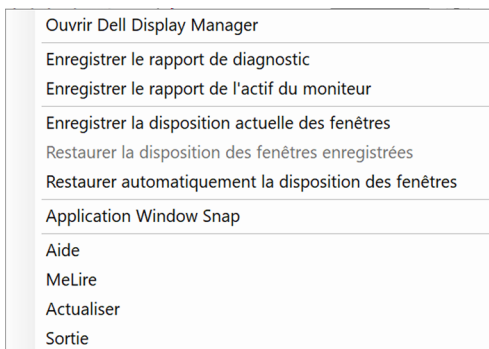 Ouvrir Dell Display Manager
Enregistrer le rapport de diagnostic
Enregistrer le rapport de l'actif du moniteur
Enregistrer la disposition actuelle des fenêtres
Restaurer la disposition des fenêtres enregistrées
Restaurer automatiquement la disposition des fenêtres
Application Window Snap
Aide
MeLire
Actualiser
Sortie